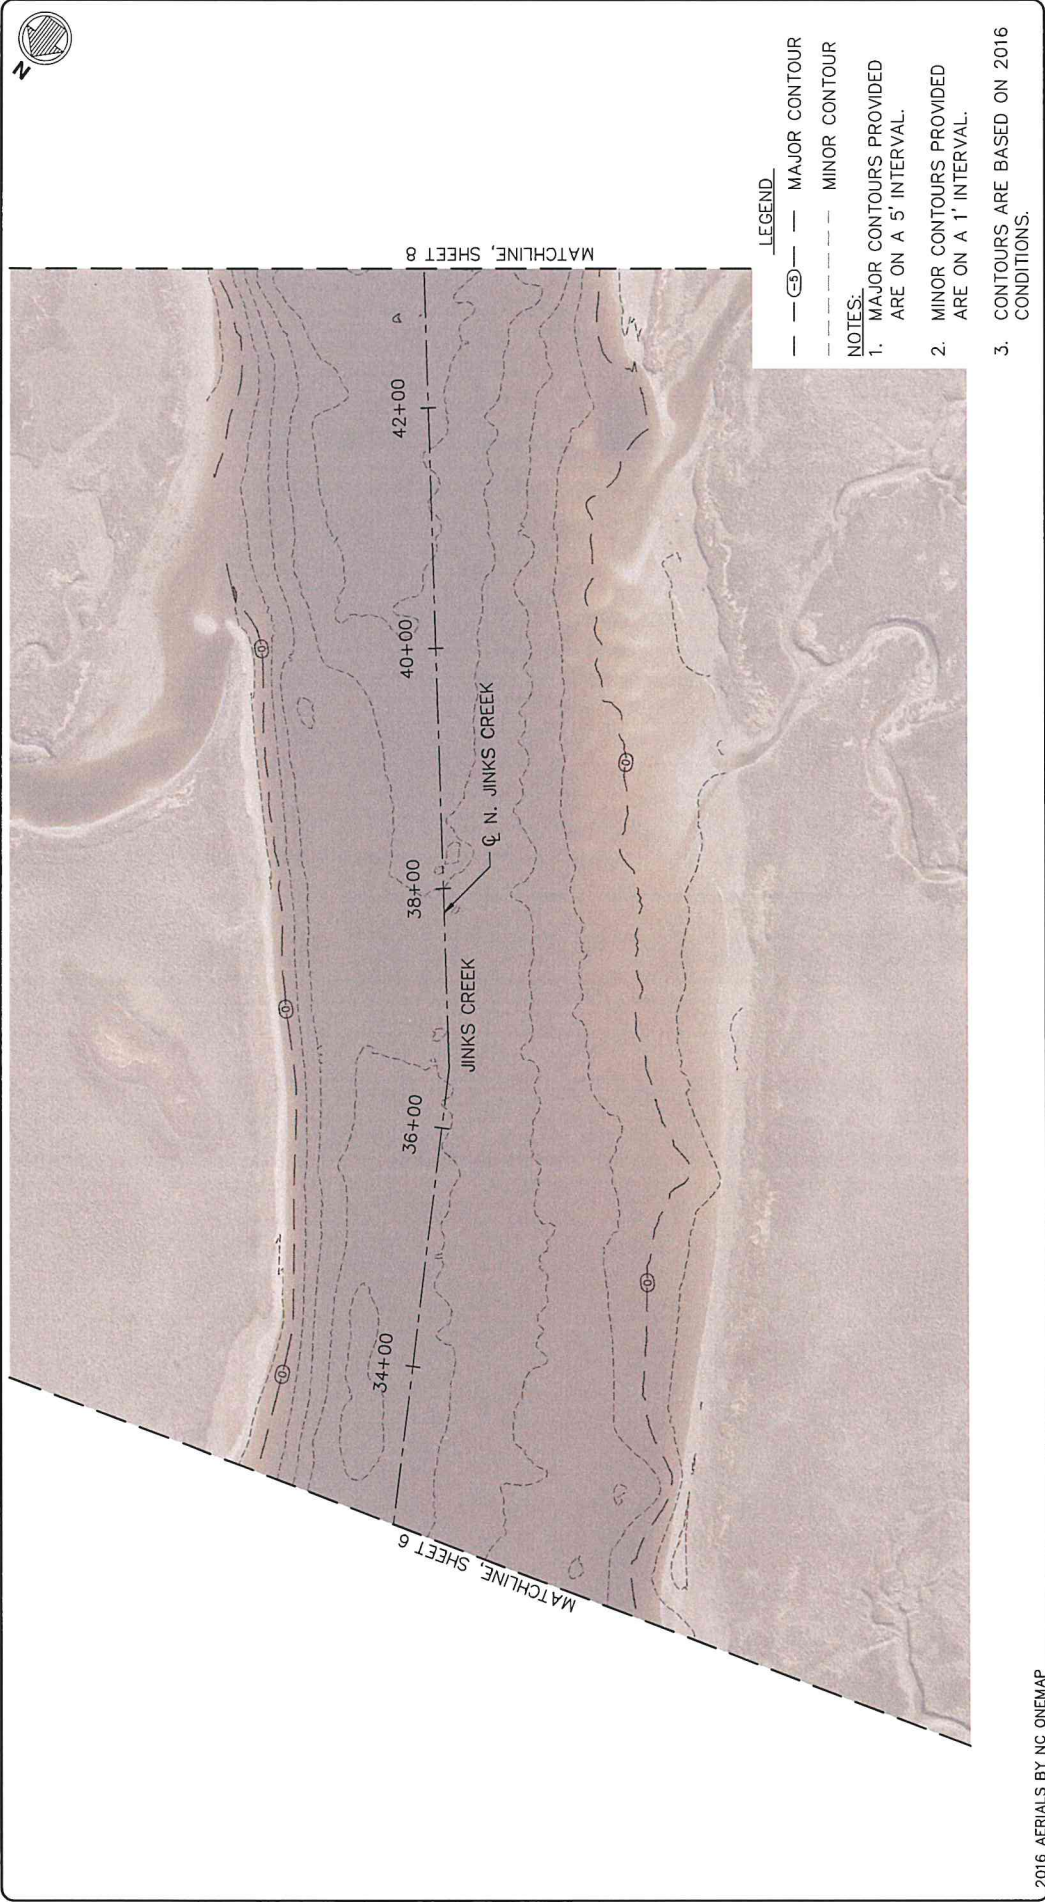 N
MATCHLINE, SHEET 6
34+00
36+00
JINKS CREEK
38+00
℄ N. JINKS CREEK
40+00
42+00
MATCHLINE, SHEET 8
0
0
0
0
0
LEGEND
-5 MAJOR CONTOUR
MINOR CONTOUR
NOTES:
1. MAJOR CONTOURS PROVIDED
ARE ON A 5' INTERVAL.
2. MINOR CONTOURS PROVIDED
ARE ON A 1' INTERVAL.
3. CONTOURS ARE BASED ON 2016
CONDITIONS.
2016 AERIALS BY NC ONEMAP